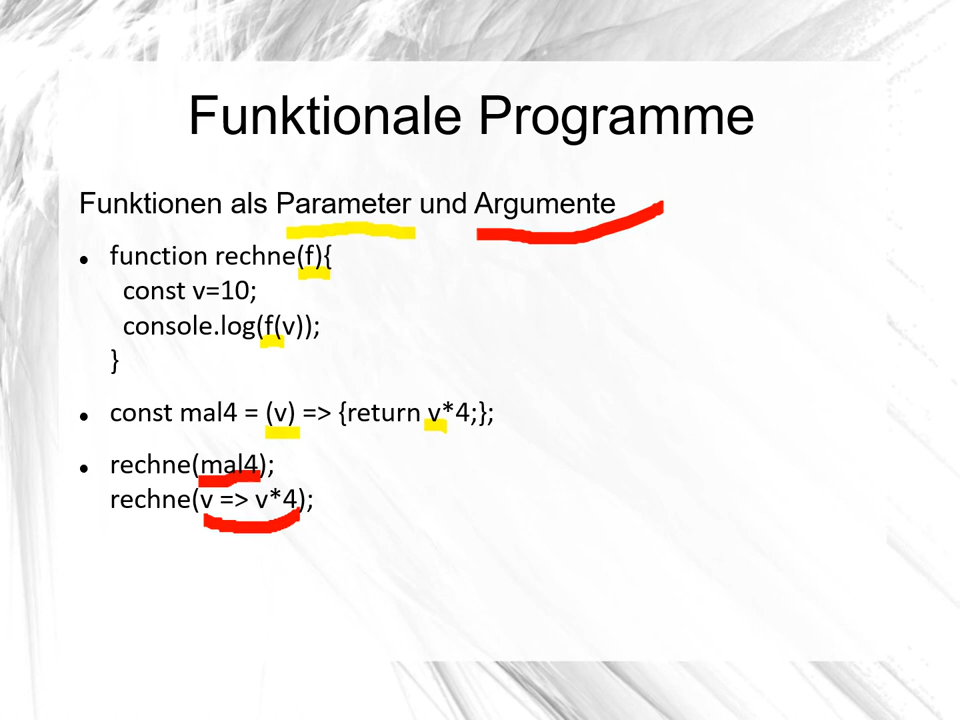 Funktionale Programme
Funktionen als Parameter und Argumente
• function rechne(f){
const v=10;
console.log(f(v));
}
• const mal4 = (v) => {return v*4;};
• rechne(mal4);
rechne(v => v*4);